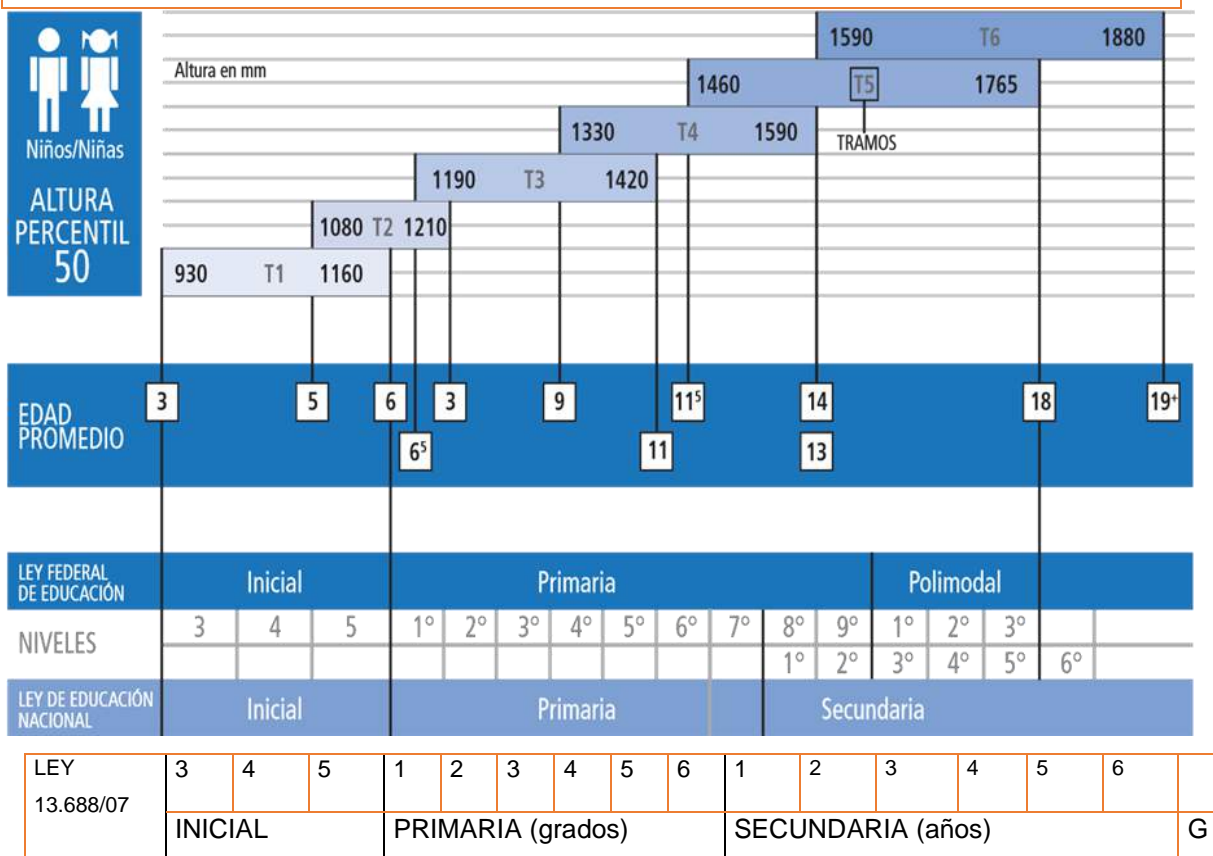 1590 T6 1880
Altura en mm
1460 T5 1765
1330 T4 1590
TRAMOS
Niños/Niñas
1190 T3 1420
ALTURA
PERCENTIL
50
1080 T2 1210
930 T1 1160
EDAD
PROMEDIO
3 5 6 3 9 11⁵ 14 18 19⁺
6⁵ 11 13
LEY FEDERAL
DE EDUCACIÓN
Inicial Primaria Polimodal
NIVELES
3 4 5 1° 2° 3° 4° 5° 6° 7° 8° 9° 1° 2° 3°
1° 2° 3° 4° 5° 6°
LEY DE EDUCACIÓN
NACIONAL
Inicial Primaria Secundaria
LEY 3 4 5 1 2 3 4 5 6 1 2 3 4 5 6
13.688/07
INICIAL PRIMARIA (grados) SECUNDARIA (años) G